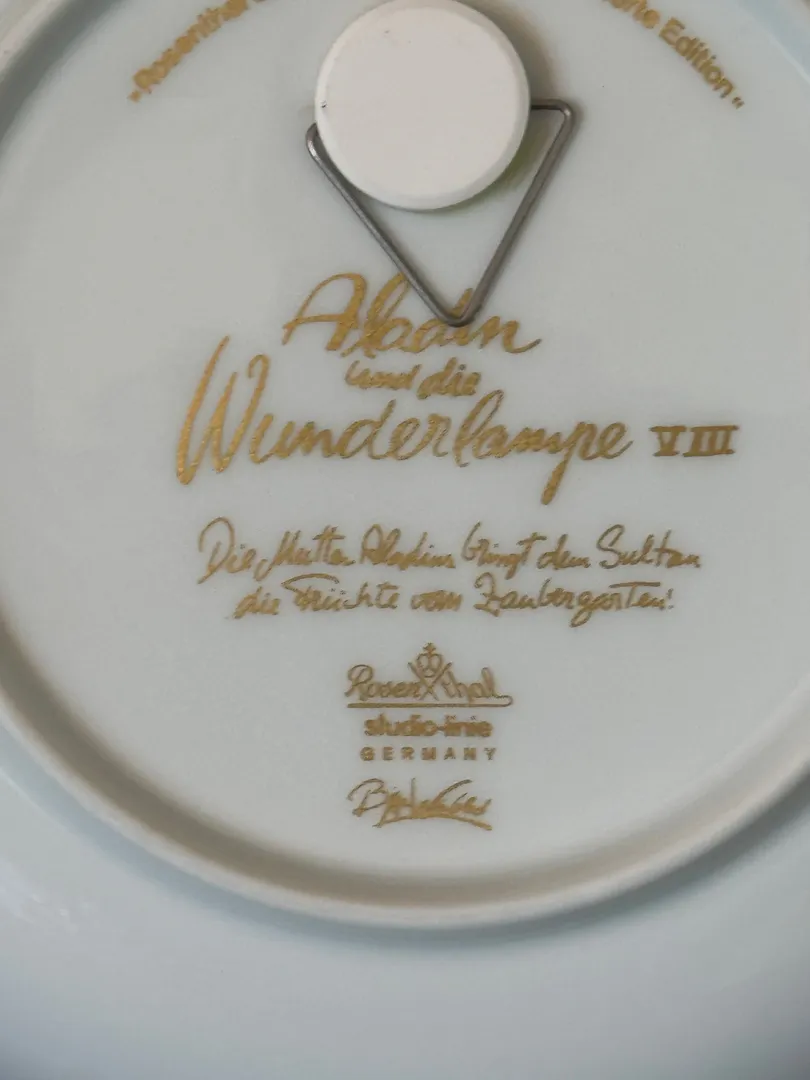 „Rosenthal
rte Edition“
Aladin
und die
Wunderlampe VIII
Die Mutter Aladins bringt dem Sultan
die Früchte vom Zaubergarten!
Rosenthal
studio-linie
GERMANY